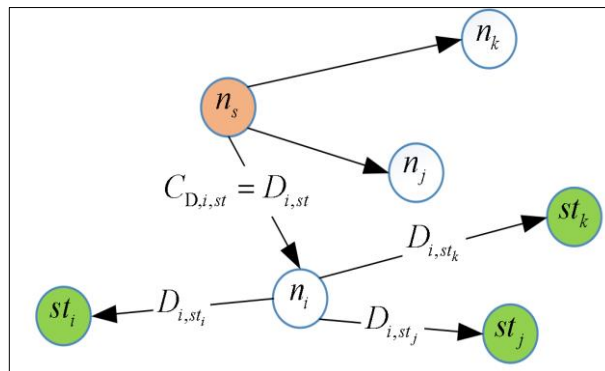 n_k
n_s
n_j
C_{D,i,st} = D_{i,st}
st_k
D_{i,st_k}
n_i
st_i
D_{i,st_i}
D_{i,st_j}
st_j